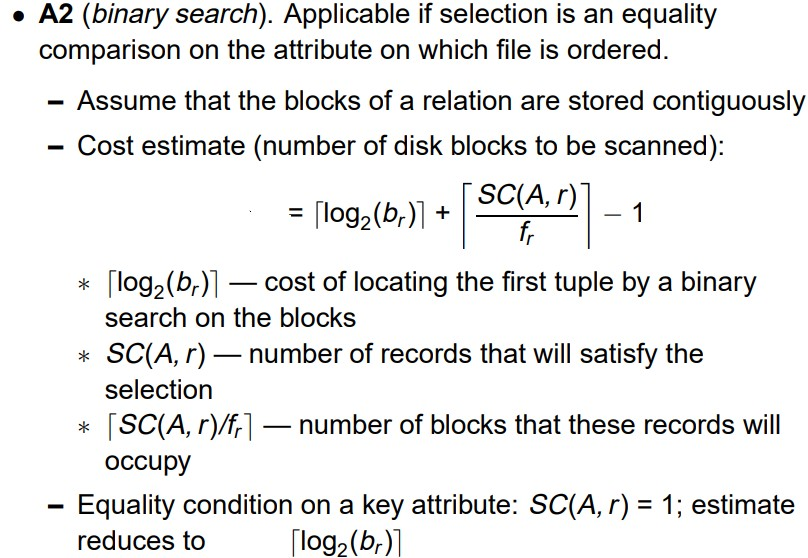 • A2 (binary search). Applicable if selection is an equality
comparison on the attribute on which file is ordered.
– Assume that the blocks of a relation are stored contiguously
– Cost estimate (number of disk blocks to be scanned):
= ⌈log₂(bᵣ)⌉ + ⌈SC(A, r)/fᵣ⌉ – 1
∗ ⌈log₂(bᵣ)⌉ — cost of locating the first tuple by a binary
search on the blocks
∗ SC(A, r) — number of records that will satisfy the
selection
∗ ⌈SC(A, r)/fᵣ⌉ — number of blocks that these records will
occupy
– Equality condition on a key attribute: SC(A, r) = 1; estimate
reduces to ⌈log₂(bᵣ)⌉